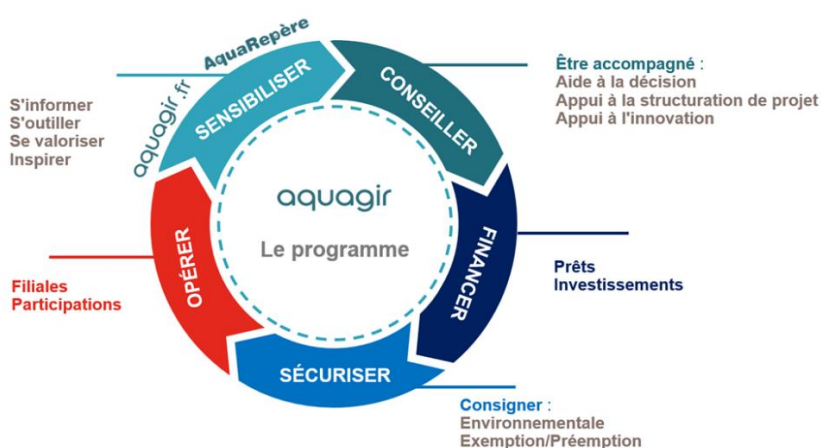 AquaRepère
aquagir.fr
SENSIBILISER
S'informer
S'outiller
Se valoriser
Inspirer
CONSEILLER
Être accompagné :
Aide à la décision
Appui à la structuration de projet
Appui à l'innovation
aquagir
Le programme
FINANCER
Prêts
Investissements
SÉCURISER
Consigner :
Environnementale
Exemption/Préemption
OPÉRER
Filiales
Participations